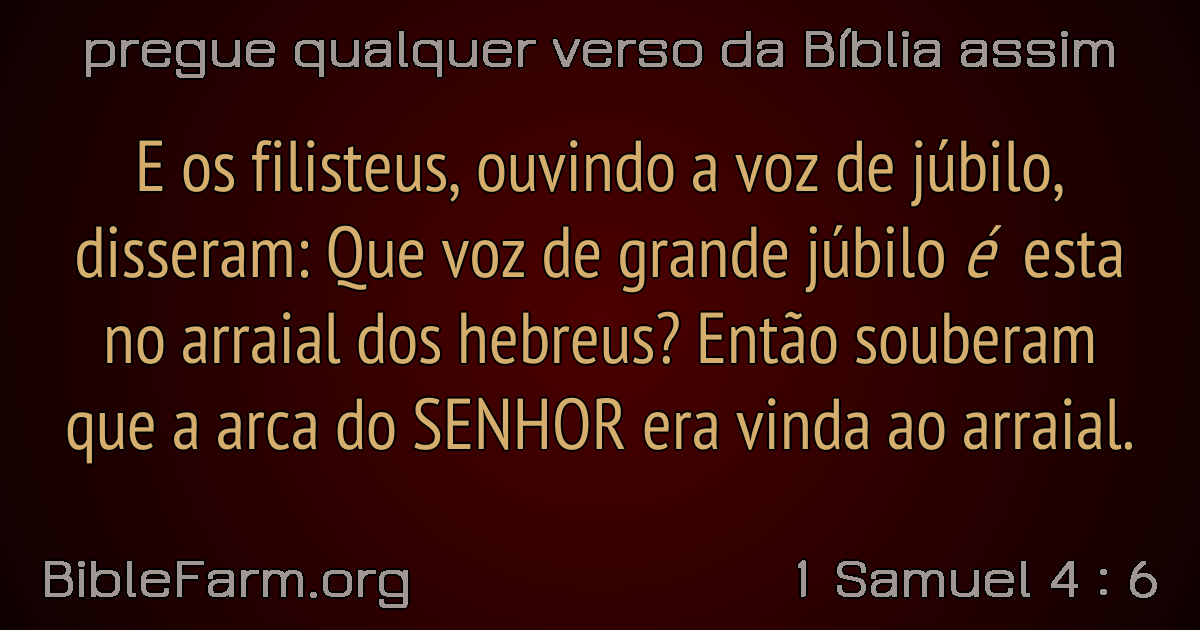 pregue qualquer verso da Bíblia assim
E os filisteus, ouvindo a voz de júbilo,
disseram: Que voz de grande júbilo é esta
no arraial dos hebreus? Então souberam
que a arca do SENHOR era vinda ao arraial.
BibleFarm.org
1 Samuel 4 : 6